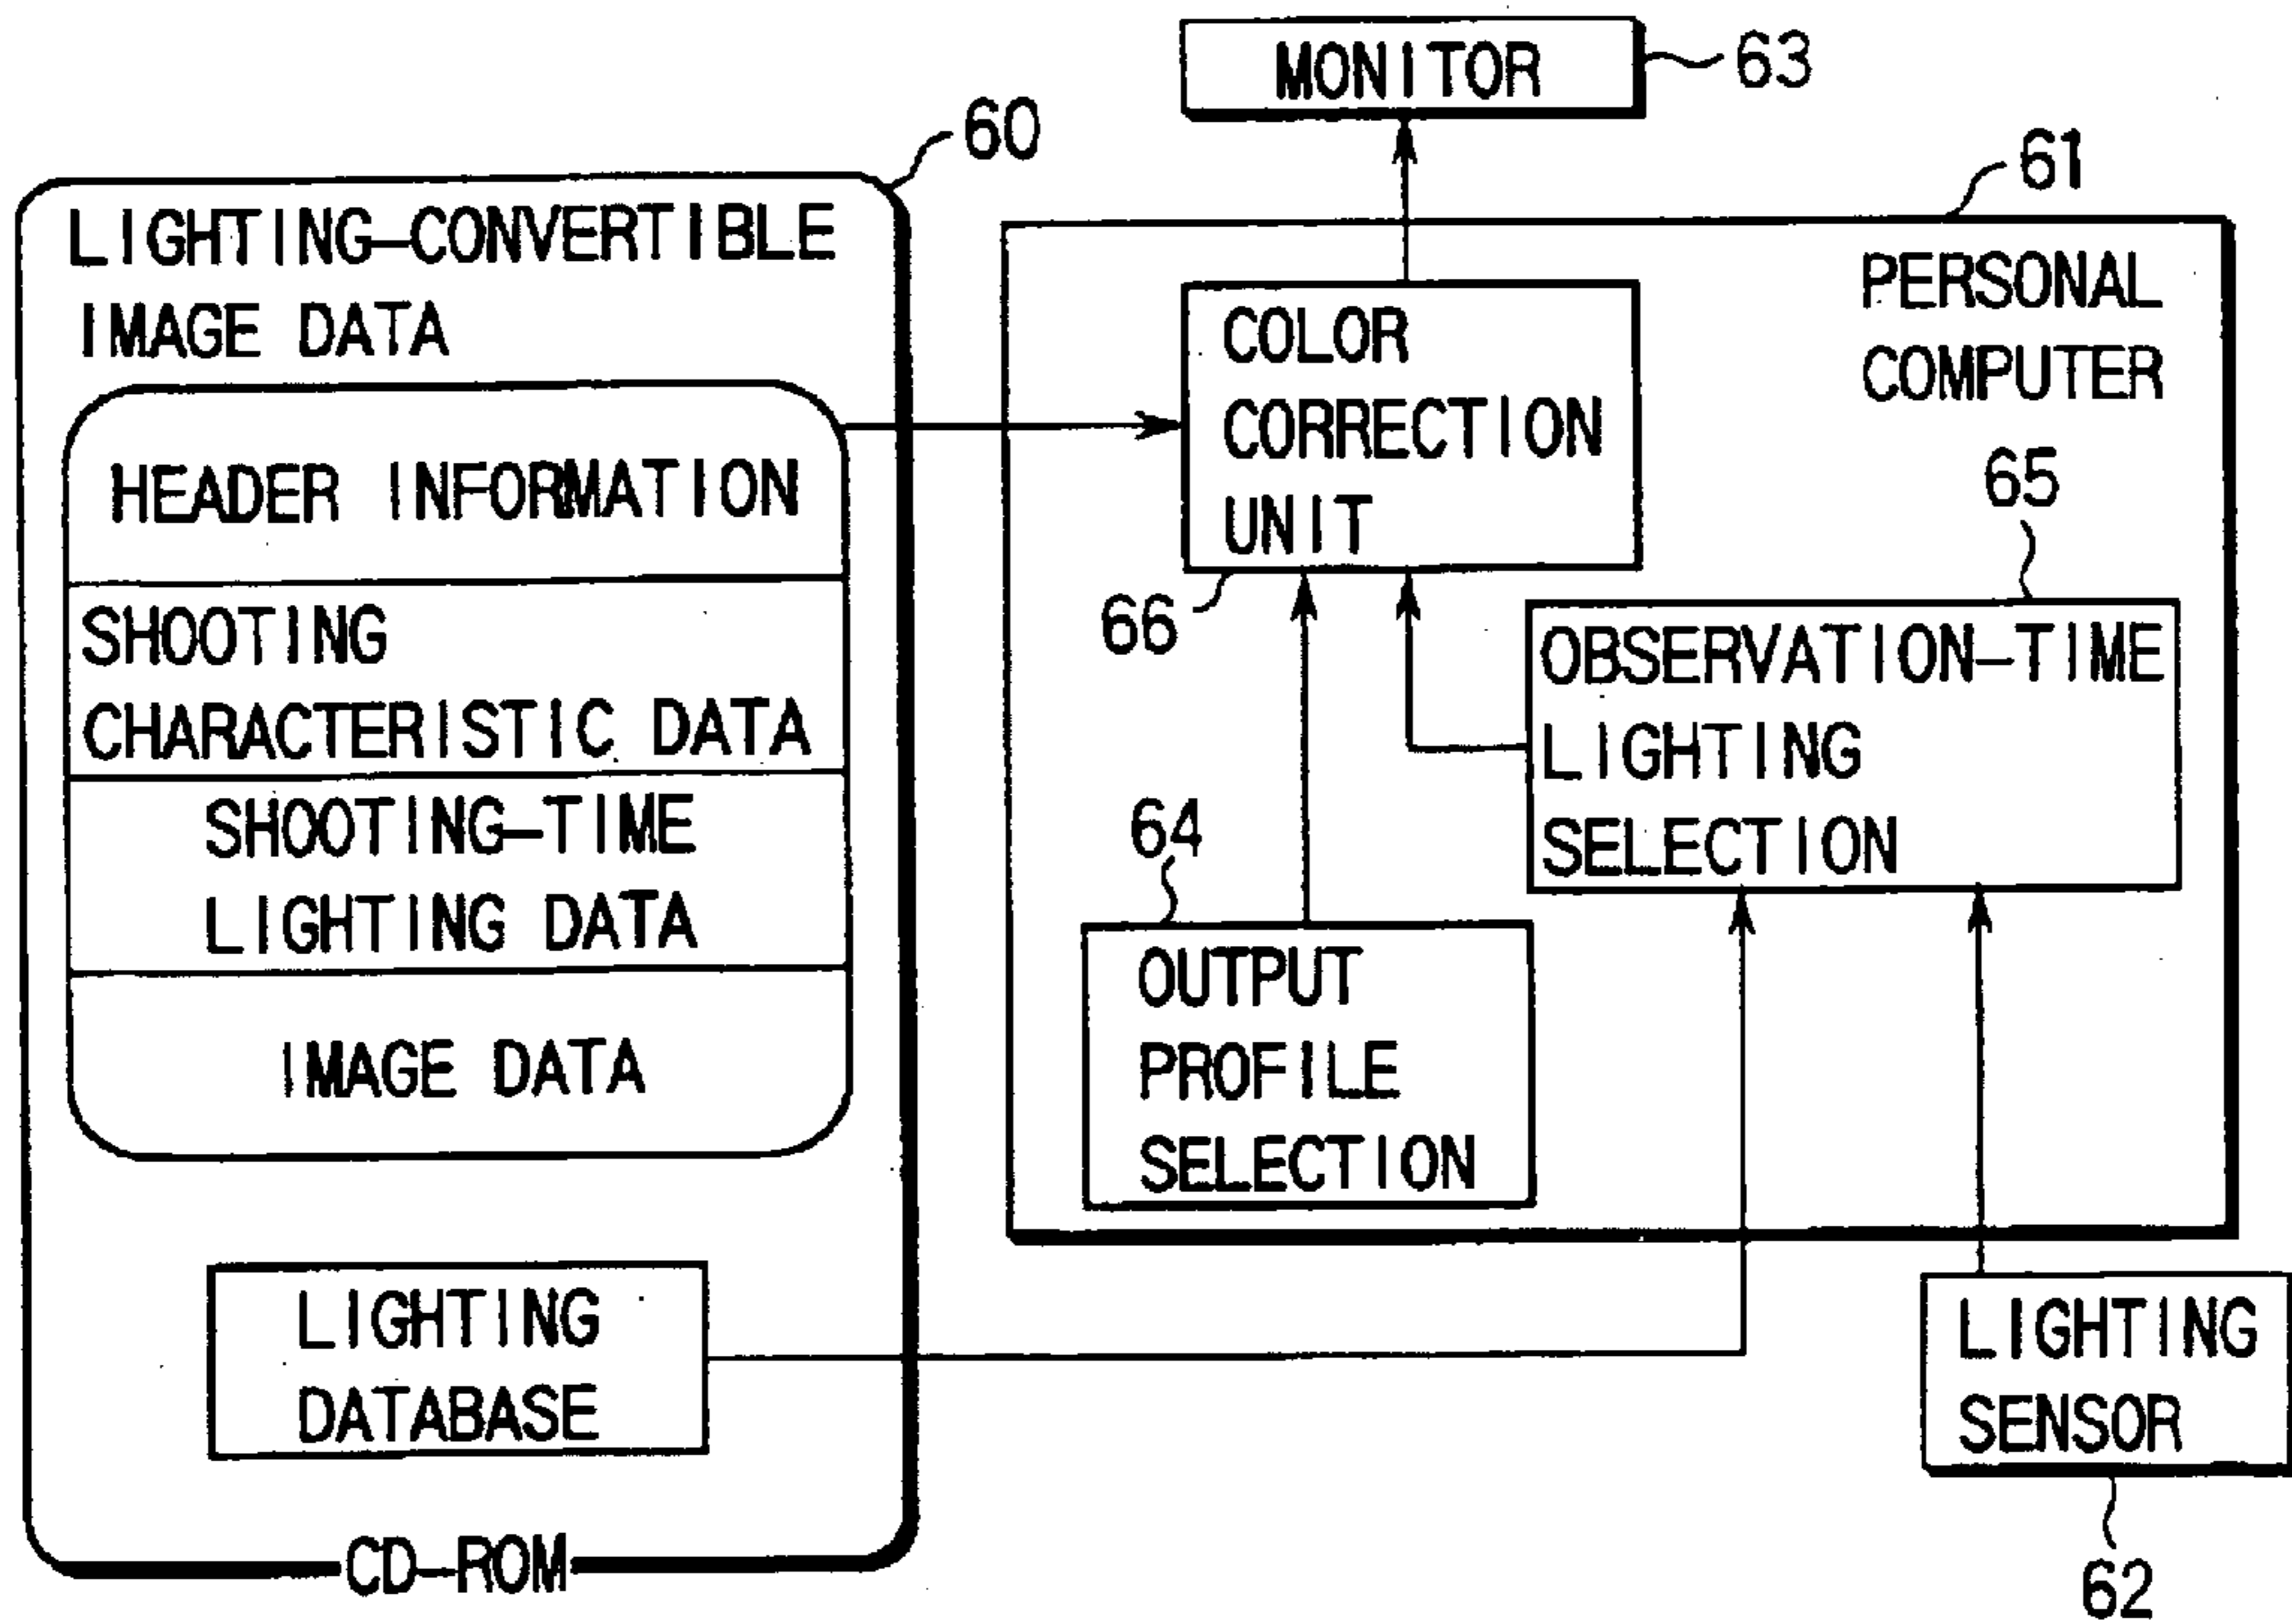 MONITOR
63
60
61
LIGHTING-CONVERTIBLE
IMAGE DATA
HEADER INFORMATION
SHOOTING
CHARACTERISTIC DATA
SHOOTING-TIME
LIGHTING DATA
IMAGE DATA
LIGHTING
DATABASE
CD-ROM
PERSONAL
COMPUTER
COLOR
CORRECTION
UNIT
66
65
OBSERVATION-TIME
LIGHTING
SELECTION
64
OUTPUT
PROFILE
SELECTION
LIGHTING
SENSOR
62